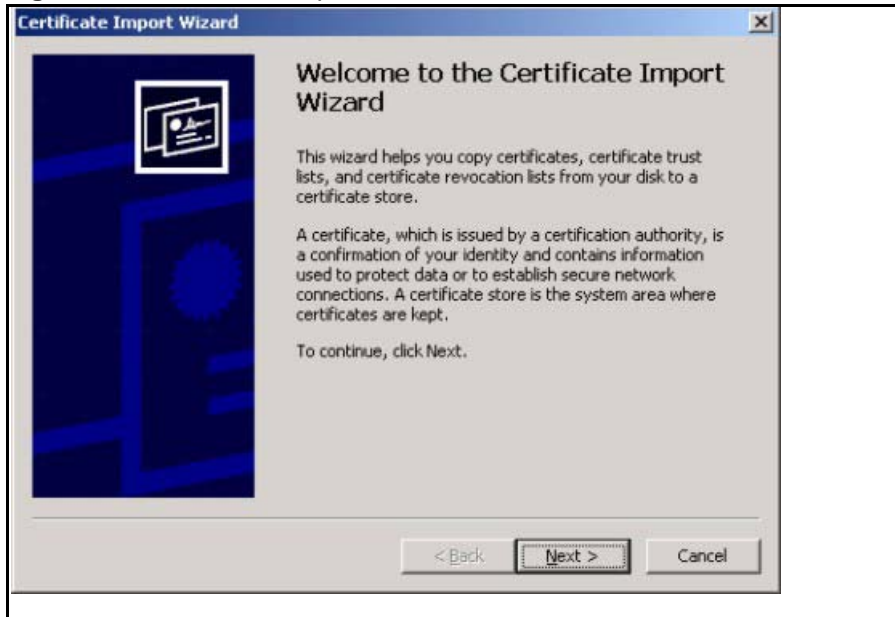 Certificate Import Wizard
Welcome to the Certificate Import
Wizard
This wizard helps you copy certificates, certificate trust
lists, and certificate revocation lists from your disk to a
certificate store.
A certificate, which is issued by a certification authority, is
a confirmation of your identity and contains information
used to protect data or to establish secure network
connections. A certificate store is the system area where
certificates are kept.
To continue, click Next.
< Back Next > Cancel